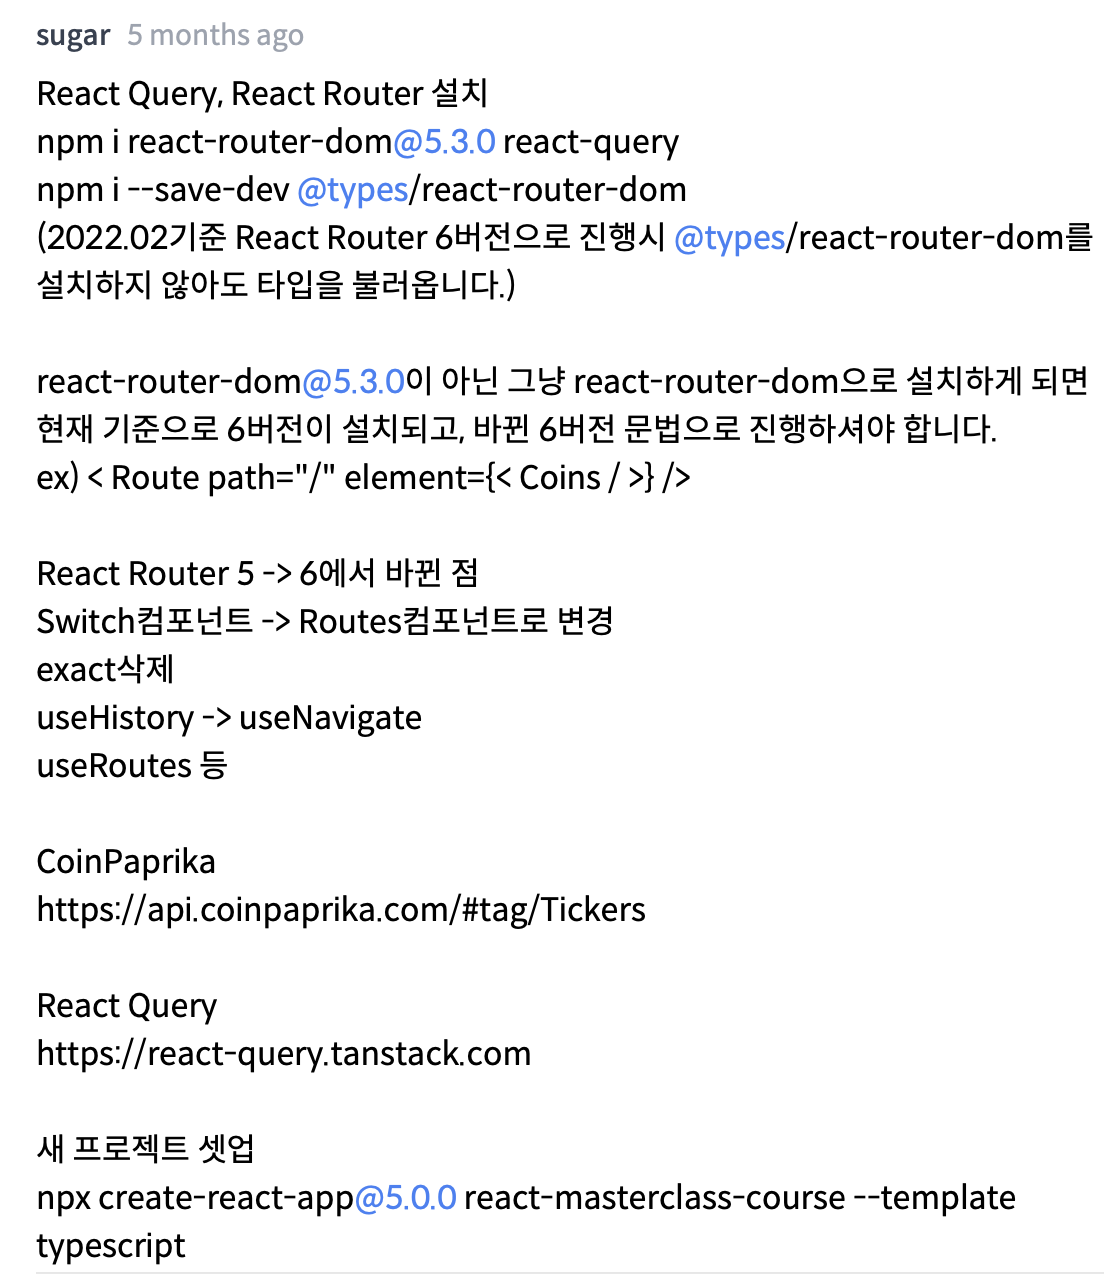 sugar 5 months ago
React Query, React Router 설치
npm i react-router-dom@5.3.0 react-query
npm i --save-dev @types/react-router-dom
(2022.02기준 React Router 6버전으로 진행시 @types/react-router-dom를
설치하지 않아도 타입을 불러옵니다.)
react-router-dom@5.3.0이 아닌 그냥 react-router-dom으로 설치하게 되면
현재 기준으로 6버전이 설치되고, 바뀐 6버전 문법으로 진행하셔야 합니다.
ex) < Route path="/" element={< Coins / >} />
React Router 5 -> 6에서 바뀐 점
Switch컴포넌트 -> Routes컴포넌트로 변경
exact삭제
useHistory -> useNavigate
useRoutes 등
CoinPaprika
https://api.coinpaprika.com/#tag/Tickers
React Query
https://react-query.tanstack.com
새 프로젝트 셋업
npx create-react-app@5.0.0 react-masterclass-course --template
typescript